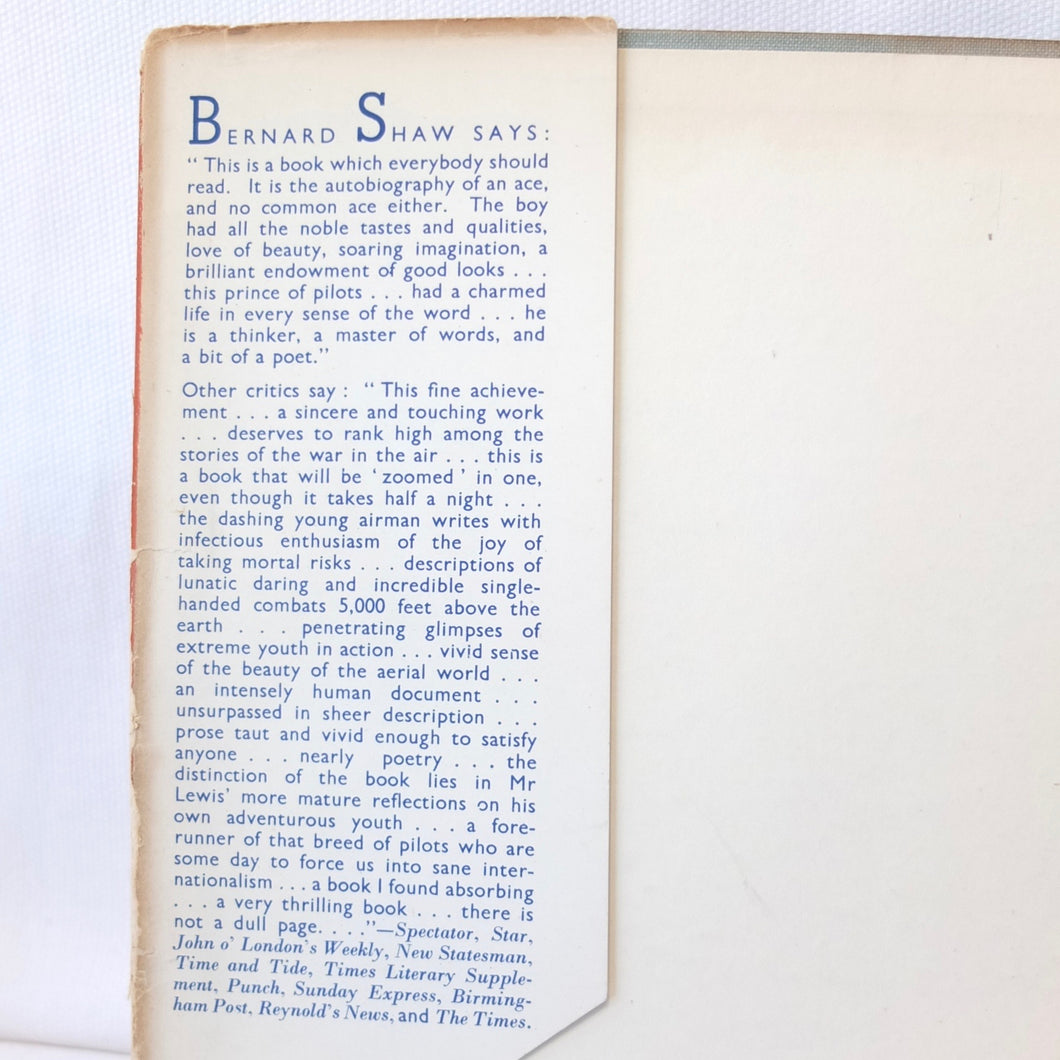 BERNARD SHAW SAYS:
“ This is a book which everybody should
read. It is the autobiography of an ace,
and no common ace either. The boy
had all the noble tastes and qualities,
love of beauty, soaring imagination, a
brilliant endowment of good looks . . .
this prince of pilots . . . had a charmed
life in every sense of the word . . . he
is a thinker, a master of words, and
a bit of a poet.”
Other critics say : “ This fine achieve-
ment . . . a sincere and touching work
. . . deserves to rank high among the
stories of the war in the air . . . this is
a book that will be ‘ zoomed ’ in one,
even though it takes half a night . . .
the dashing young airman writes with
infectious enthusiasm of the joy of
taking mortal risks . . . descriptions of
lunatic daring and incredible single-
handed combats 5,000 feet above the
earth . . . penetrating glimpses of
extreme youth in action . . . vivid sense
of the beauty of the aerial world . . .
an intensely human document . . .
unsurpassed in sheer description . . .
prose taut and vivid enough to satisfy
anyone . . . nearly poetry . . . the
distinction of the book lies in Mr
Lewis’ more mature reflections on his
own adventurous youth . . . a fore-
runner of that breed of pilots who are
some day to force us into sane inter-
nationalism . . . a book I found absorbing
. . . a very thrilling book . . . there is
not a dull page. . . .”—Spectator, Star,
John o’ London’s Weekly, New Statesman,
Time and Tide, Times Literary Supple-
ment, Punch, Sunday Express, Birming-
ham Post, Reynold’s News, and The Times.